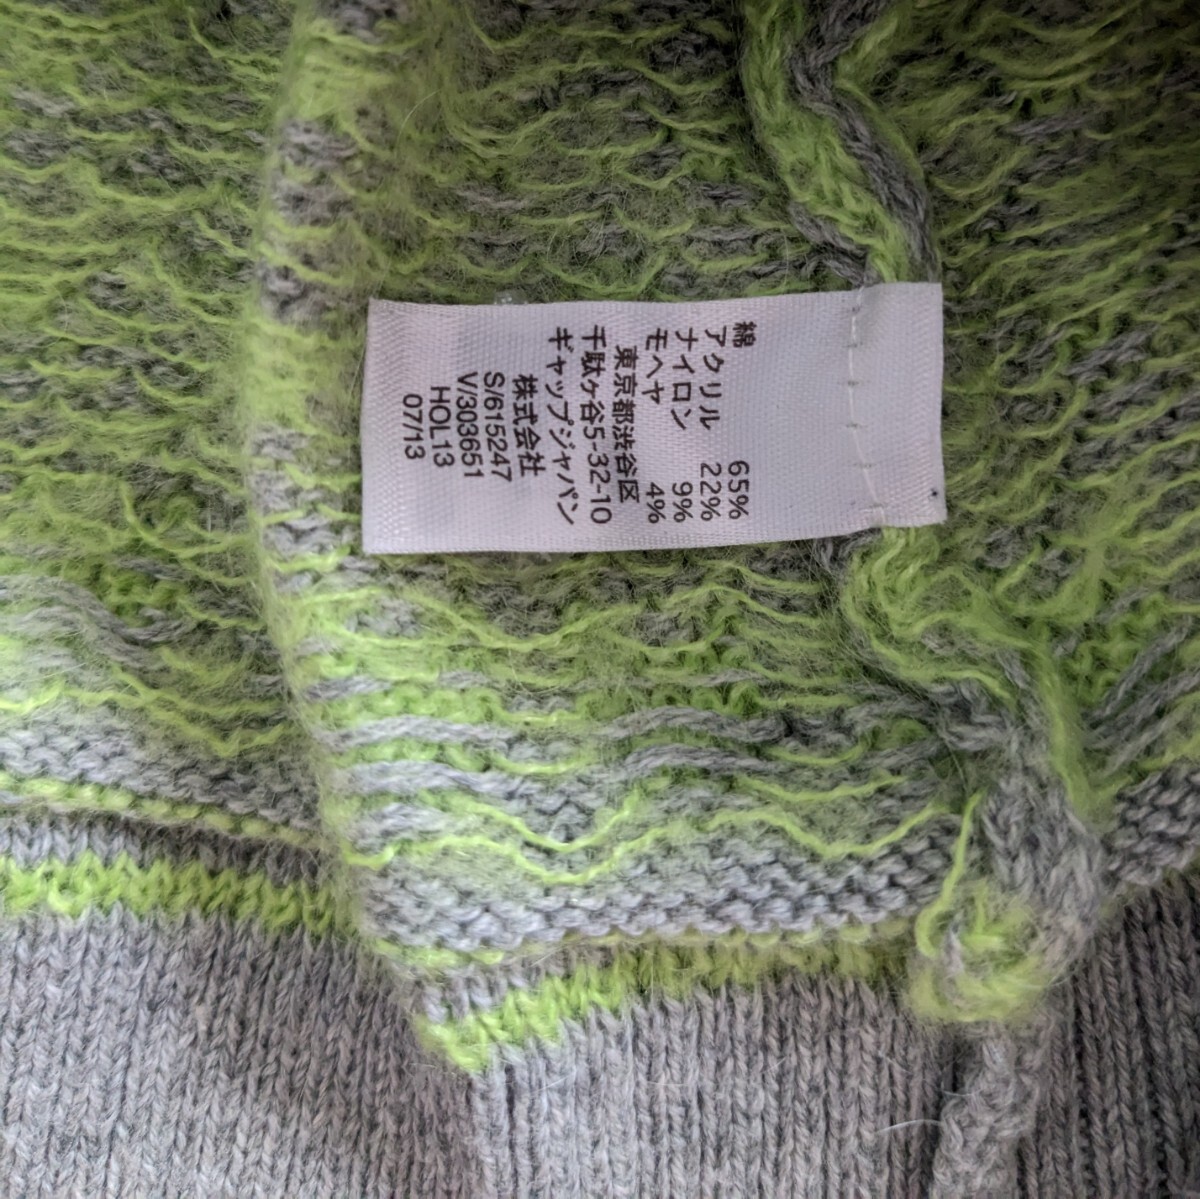 綿 65%
アクリル 22%
ナイロン 9%
モヘヤ 4%
東京都渋谷区
千駄ケ谷5-32-10
ギャップジャパン
株式会社
S/615247
V/303651
HOL13
07/13